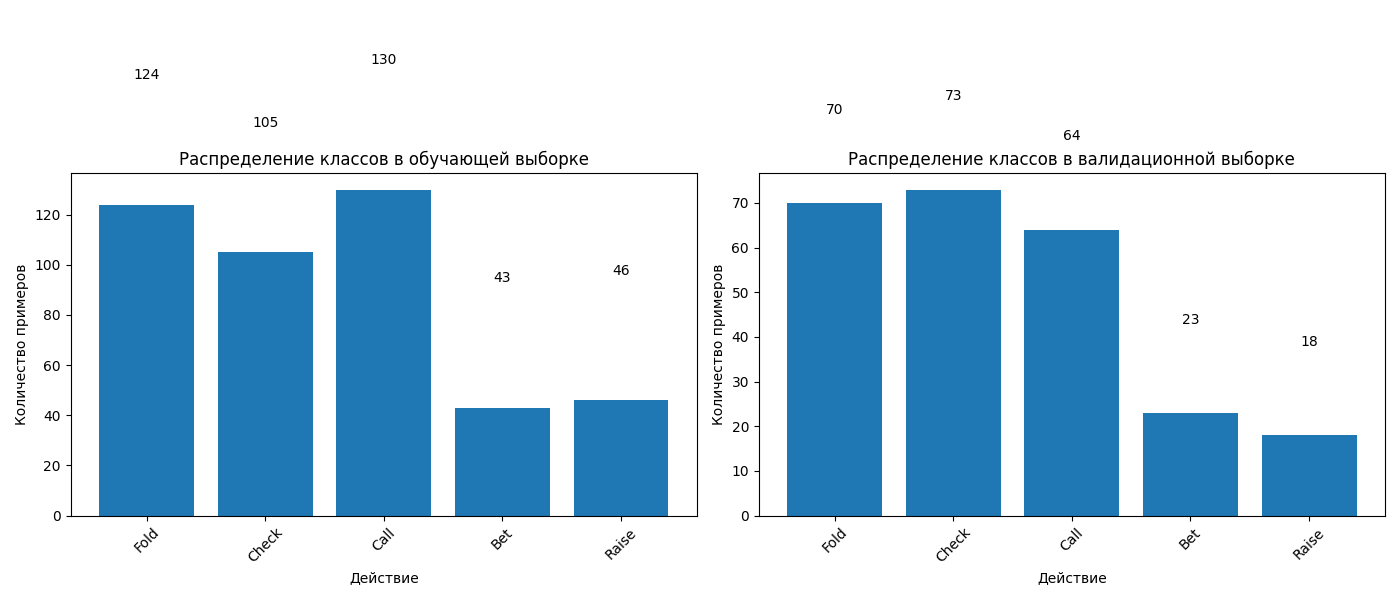 124
105
130
Распределение классов в обучающей выборке
120
100
80
60
40
20
0
43
46
Количество примеров
Fold
Check
Call
Bet
Raise
Действие
70
73
64
Распределение классов в валидационной выборке
70
60
50
40
30
20
10
0
23
18
Количество примеров
Fold
Check
Call
Bet
Raise
Действие